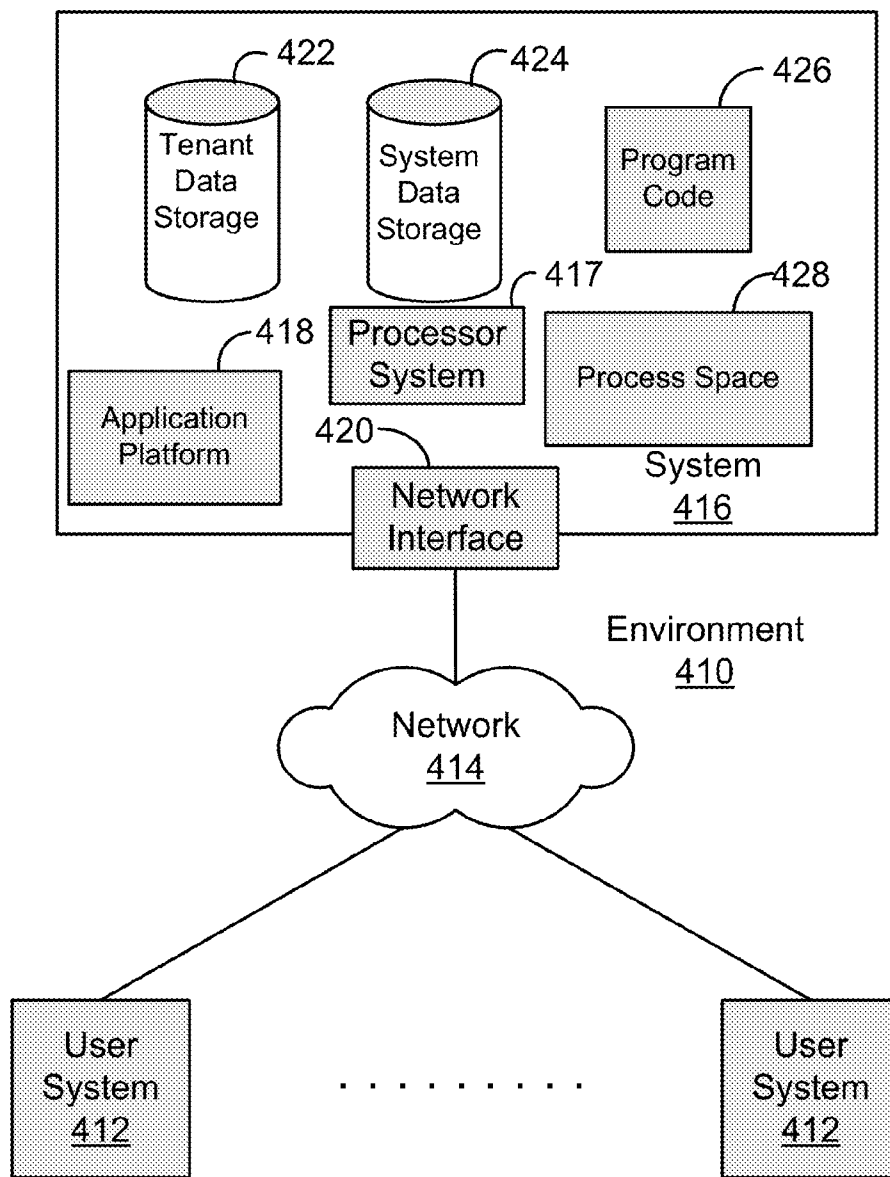 422
424
426
Tenant
Data
Storage
System
Data
Storage
Program
Code
417
428
418
Processor
System
Process Space
Application
Platform
420
System
416
Network
Interface
Environment
410
Network
414
User
System
412
. . . . . . . . .
User
System
412